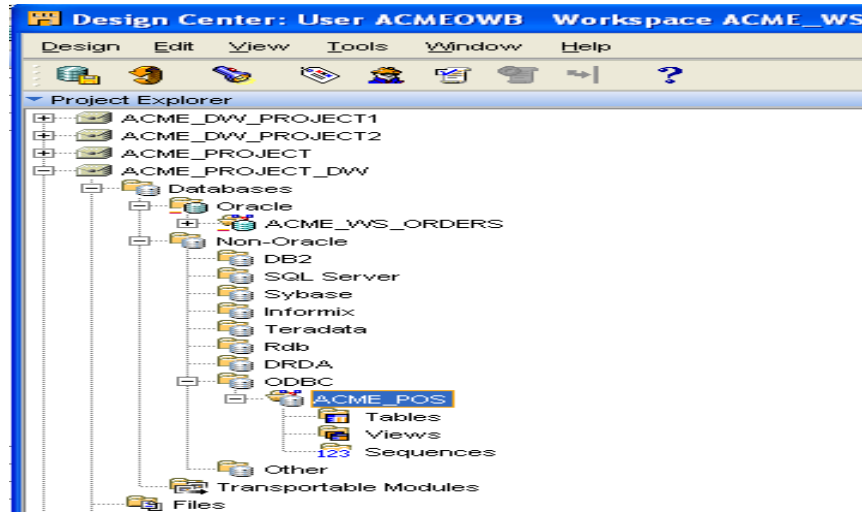 Design Center: User ACMEOWB Workspace ACME_WS
Design Edit View Tools Window Help
Project Explorer
ACME_DW_PROJECT1
ACME_DW_PROJECT2
ACME_PROJECT
ACME_PROJECT_DW
Databases
Oracle
ACME_WS_ORDERS
Non-Oracle
DB2
SQL Server
Sybase
Informix
Teradata
Rdb
DRDA
ODBC
ACME_POS
Tables
Views
123 Sequences
Other
Transportable Modules
Files